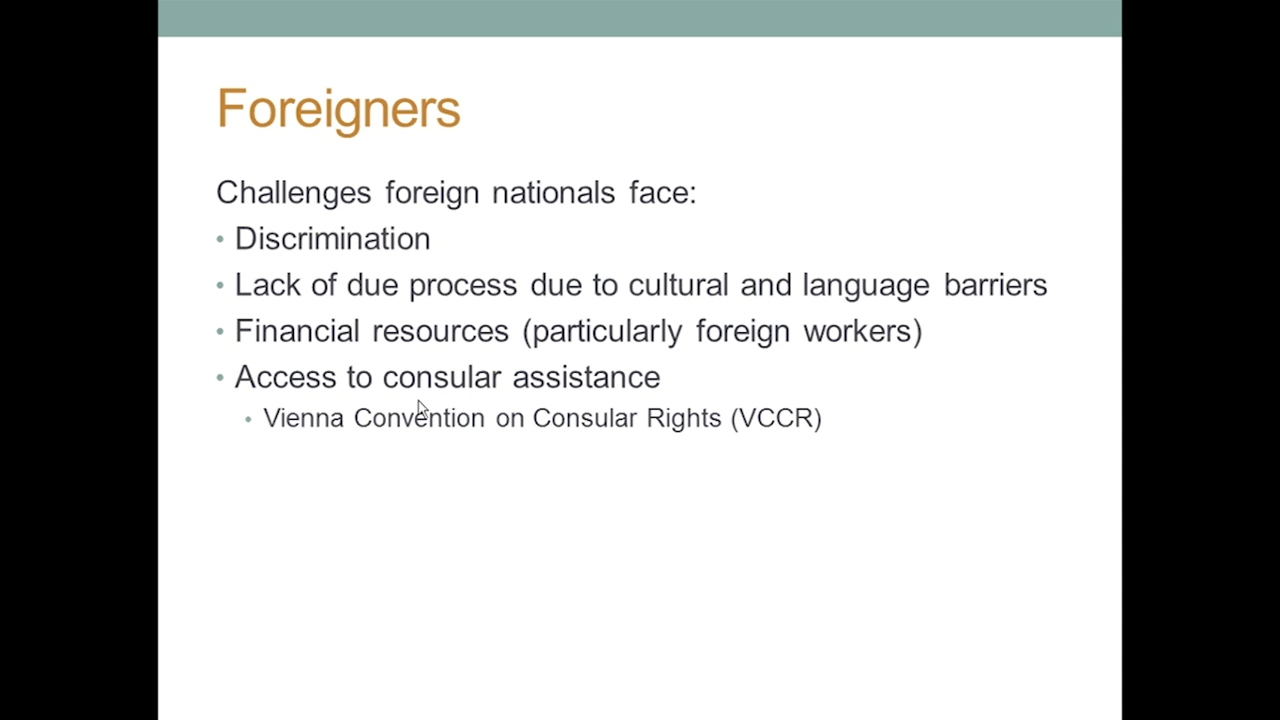 Foreigners
Challenges foreign nationals face:
• Discrimination
• Lack of due process due to cultural and language barriers
• Financial resources (particularly foreign workers)
• Access to consular assistance
• Vienna Convention on Consular Rights (VCCR)